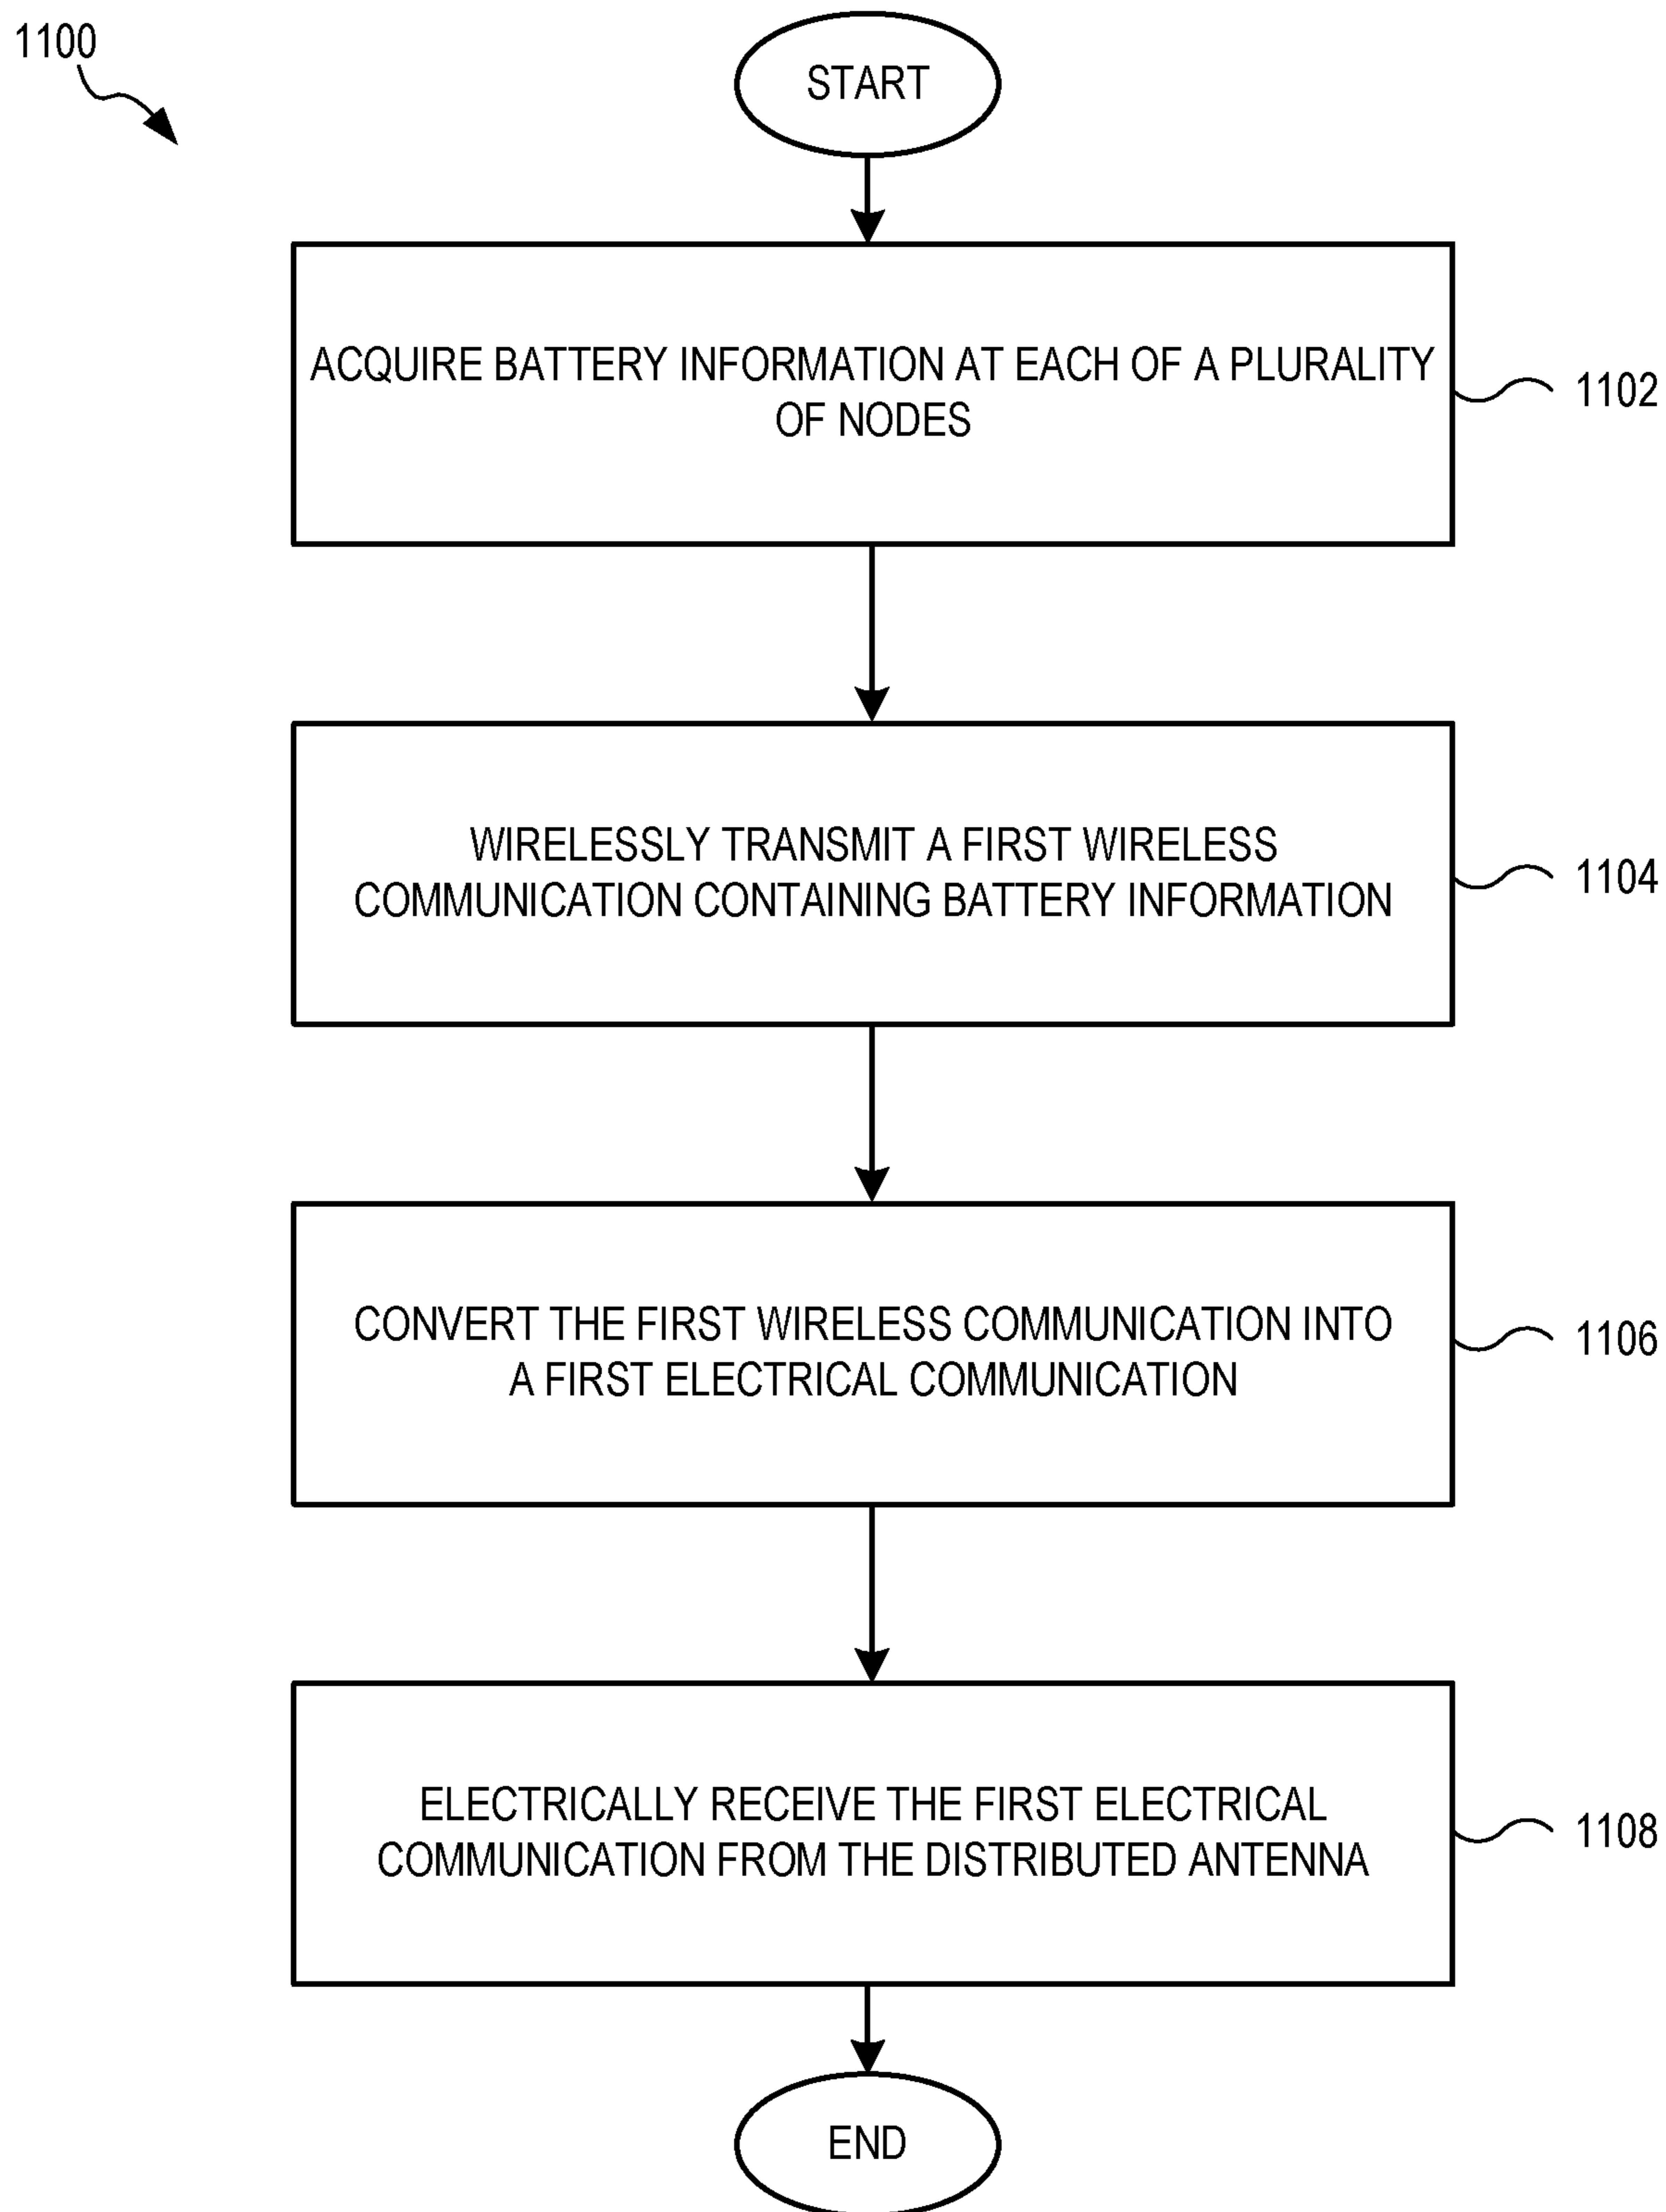 1100
START
ACQUIRE BATTERY INFORMATION AT EACH OF A PLURALITY
OF NODES
1102
WIRELESSLY TRANSMIT A FIRST WIRELESS
COMMUNICATION CONTAINING BATTERY INFORMATION
1104
CONVERT THE FIRST WIRELESS COMMUNICATION INTO
A FIRST ELECTRICAL COMMUNICATION
1106
ELECTRICALLY RECEIVE THE FIRST ELECTRICAL
COMMUNICATION FROM THE DISTRIBUTED ANTENNA
1108
END